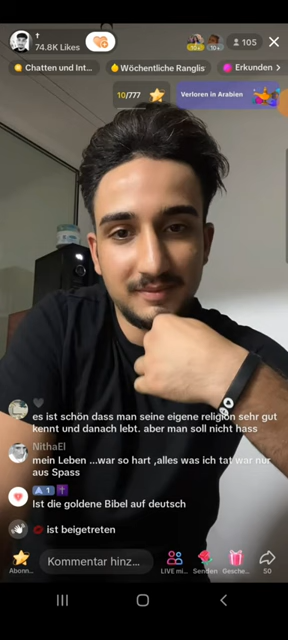 †
74.8K Likes
105
Chatten und Int...
Wöchentliche Ranglis
Erkunden >
10/777
Verloren in Arabien
es ist schön dass man seine eigene religion sehr gut
kennt und danach lebt. aber man soll nicht hass
NithaEl
mein Leben ...war so hart ,alles was ich tat war nur
aus Spass
1
Ist die goldene Bibel auf deutsch
ist beigetreten
Kommentar hinz...
Abonn..
LIVE mi...
Senden
Gesche..
50